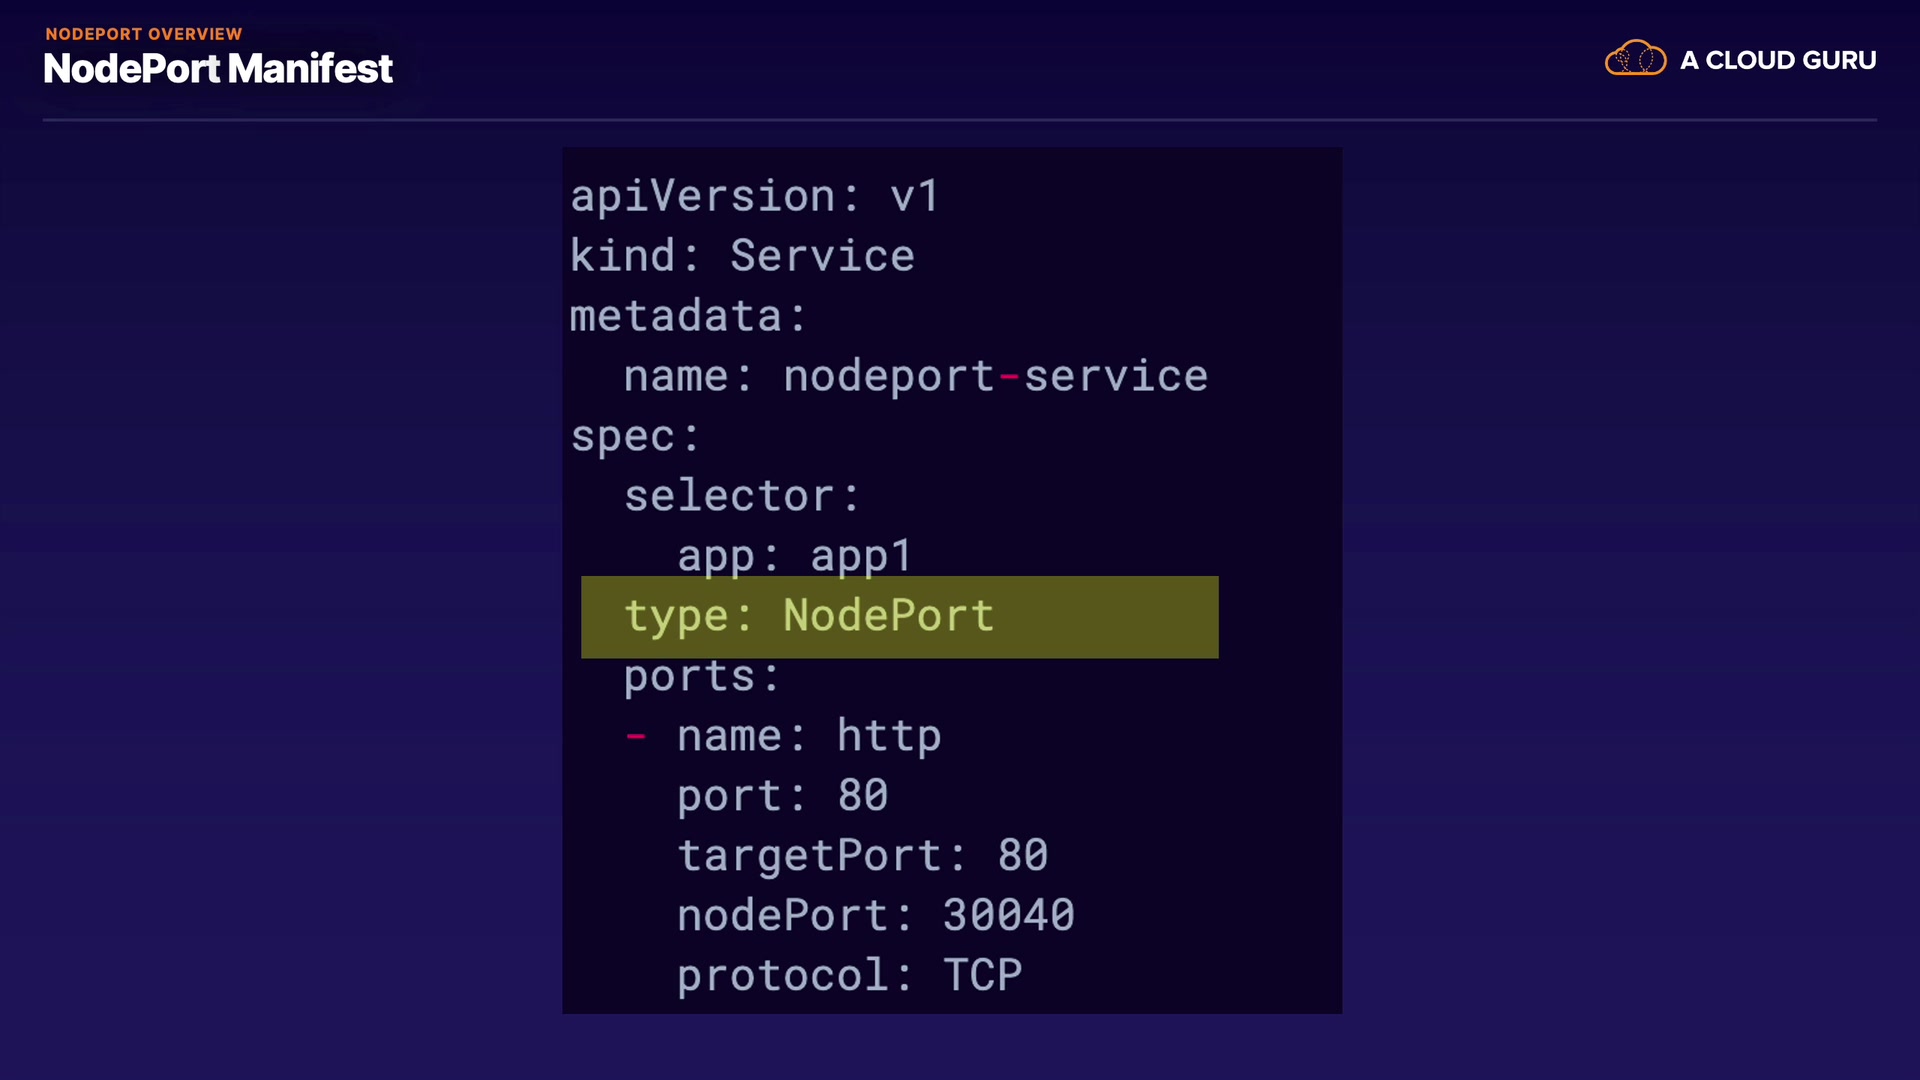 NODEPORT OVERVIEW
NodePort Manifest
A CLOUD GURU
apiVersion: v1
kind: Service
metadata:
  name: nodeport-service
spec:
  selector:
    app: app1
  type: NodePort
  ports:
  - name: http
    port: 80
    targetPort: 80
    nodePort: 30040
    protocol: TCP